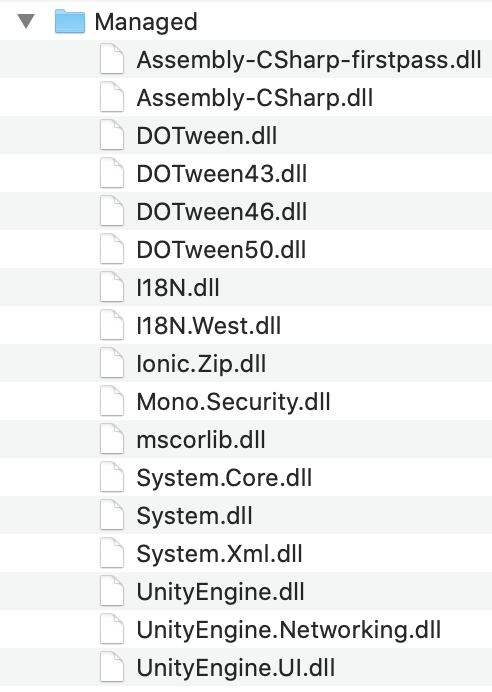 Managed
Assembly-CSharp-firstpass.dll
Assembly-CSharp.dll
DOTween.dll
DOTween43.dll
DOTween46.dll
DOTween50.dll
I18N.dll
I18N.West.dll
Ionic.Zip.dll
Mono.Security.dll
mscorlib.dll
System.Core.dll
System.dll
System.Xml.dll
UnityEngine.dll
UnityEngine.Networking.dll
UnityEngine.UI.dll